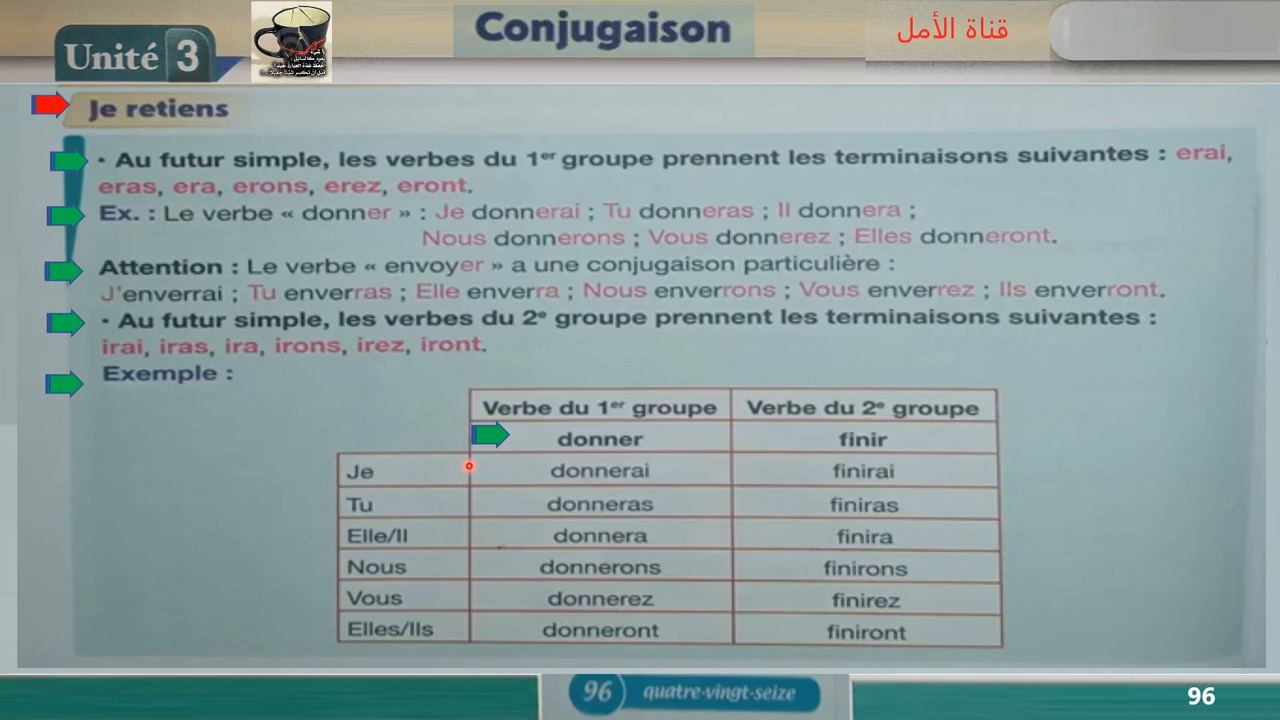 Conjugaison
قناة الأمل
Unité 3
Je retiens
• Au futur simple, les verbes du 1er groupe prennent les terminaisons suivantes : erai,
eras, era, erons, erez, eront.
Ex. : Le verbe « donner » : Je donnerai ; Tu donneras ; Il donnera ;
Nous donnerons ; Vous donnerez ; Elles donneront.
Attention : Le verbe « envoyer » a une conjugaison particulière :
J'enverrai ; Tu enverras ; Elle enverra ; Nous enverrons ; Vous enverrez ; Ils enverront.
• Au futur simple, les verbes du 2e groupe prennent les terminaisons suivantes :
irai, iras, ira, irons, irez, iront.
Exemple :
Verbe du 1er groupe Verbe du 2e groupe
donner finir
Je donnerai finirai
Tu donneras finiras
Elle/Il donnera finira
Nous donnerons finirons
Vous donnerez finirez
Elles/Ils donneront finiront
96 quatre-vingt-seize
96